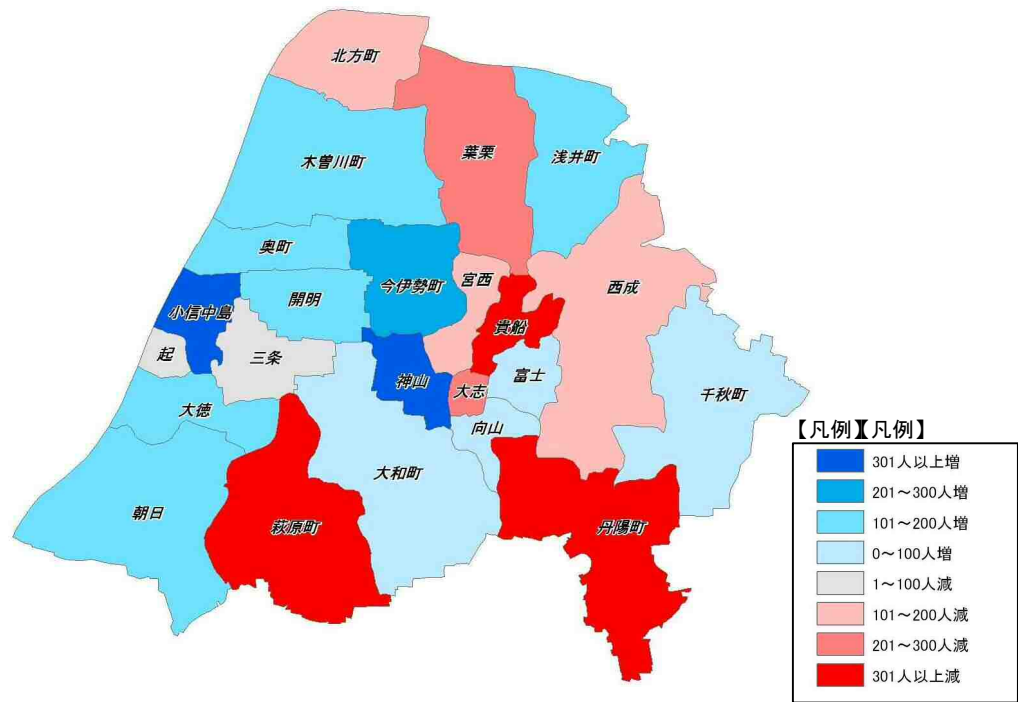 北方町
葉栗
浅井町
木曽川町
奥町
今伊勢町
宮西
西成
開明
小信中島
貴船
起
三条
神山
大志
富士
千秋町
大徳
向山
大和町
朝日
萩原町
丹陽町
【凡例】【凡例】
301人以上増
201～300人増
101～200人増
0～100人増
1～100人減
101～200人減
201～300人減
301人以上減